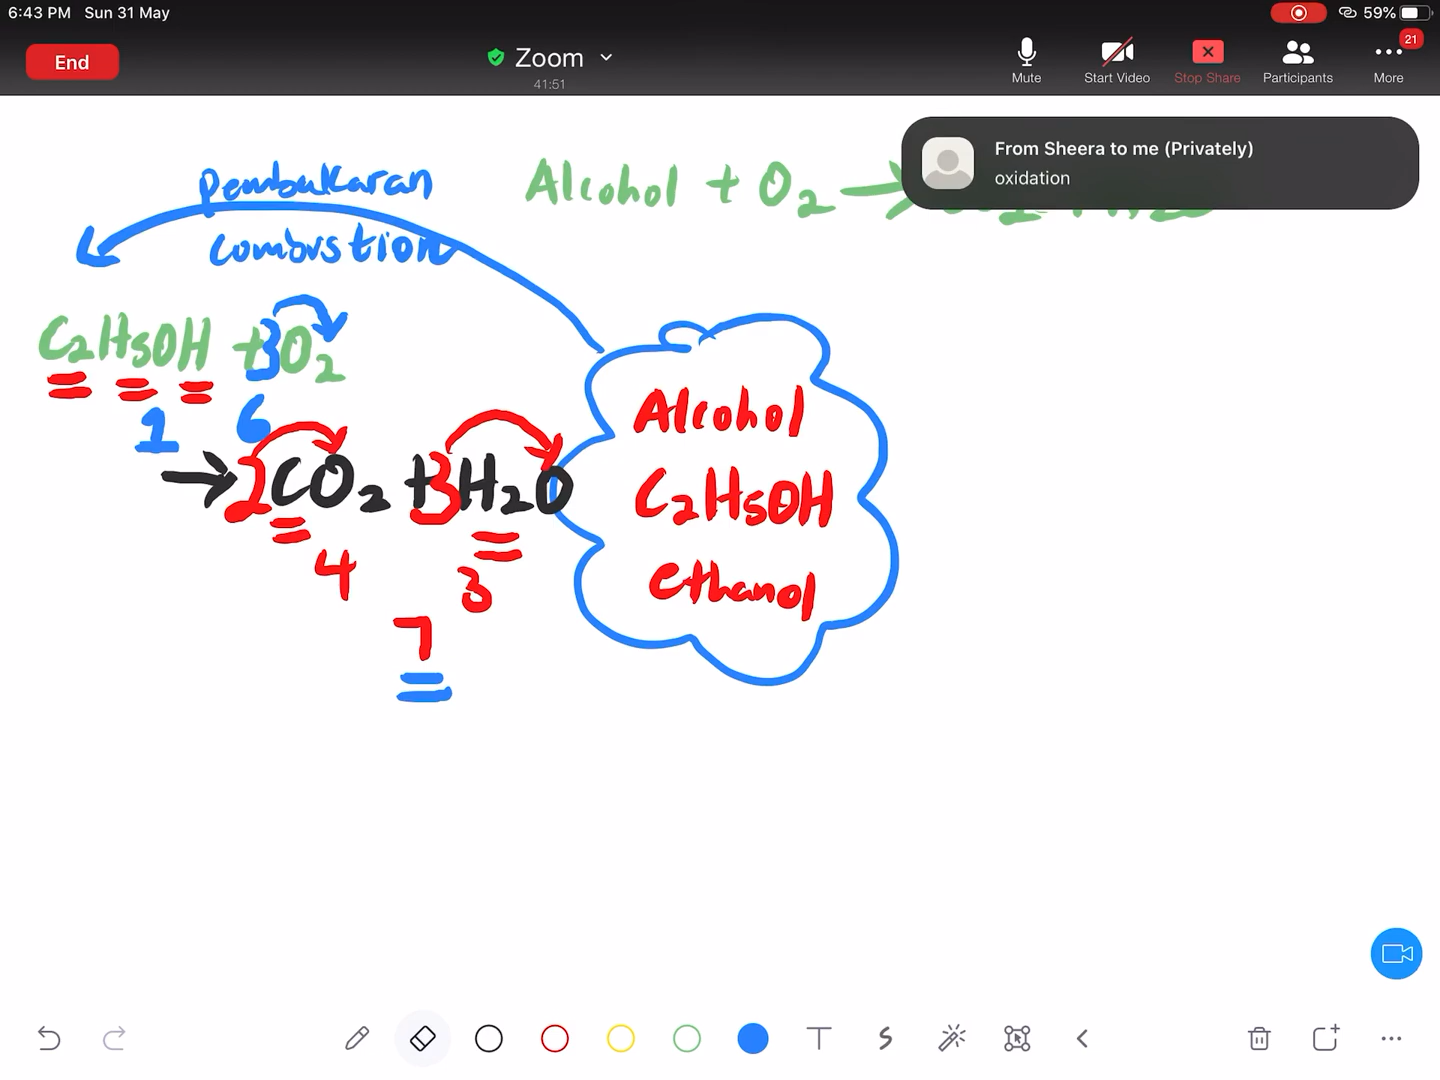 6:43 PM Sun 31 May
59%
End
Zoom
41:51
Mute
Start Video
Stop Share
Participants
21
More
From Sheera to me (Privately)
oxidation
Alcohol + O2 →
pembakaran
combustion
C2H5OH + 3O2
1 6
→ 2CO2 + 3H2O
4 3
7
Alcohol
C2H5OH
ethanol